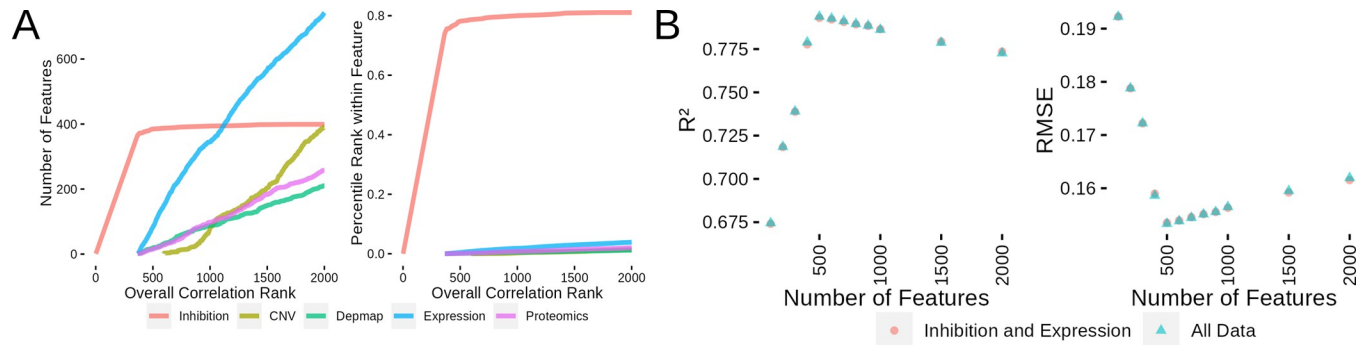 A
Number of Features
600
400
200
0
0 500 1000 1500 2000
Overall Correlation Rank
Percentile Rank within Feature
0.8
0.6
0.4
0.2
0.0
0 500 1000 1500 2000
Overall Correlation Rank
Inhibition CNV Depmap Expression Proteomics
B
R²
0.775
0.750
0.725
0.700
0.675
500 1000 1500 2000
Number of Features
RMSE
0.19
0.18
0.17
0.16
500 1000 1500 2000
Number of Features
Inhibition and Expression All Data